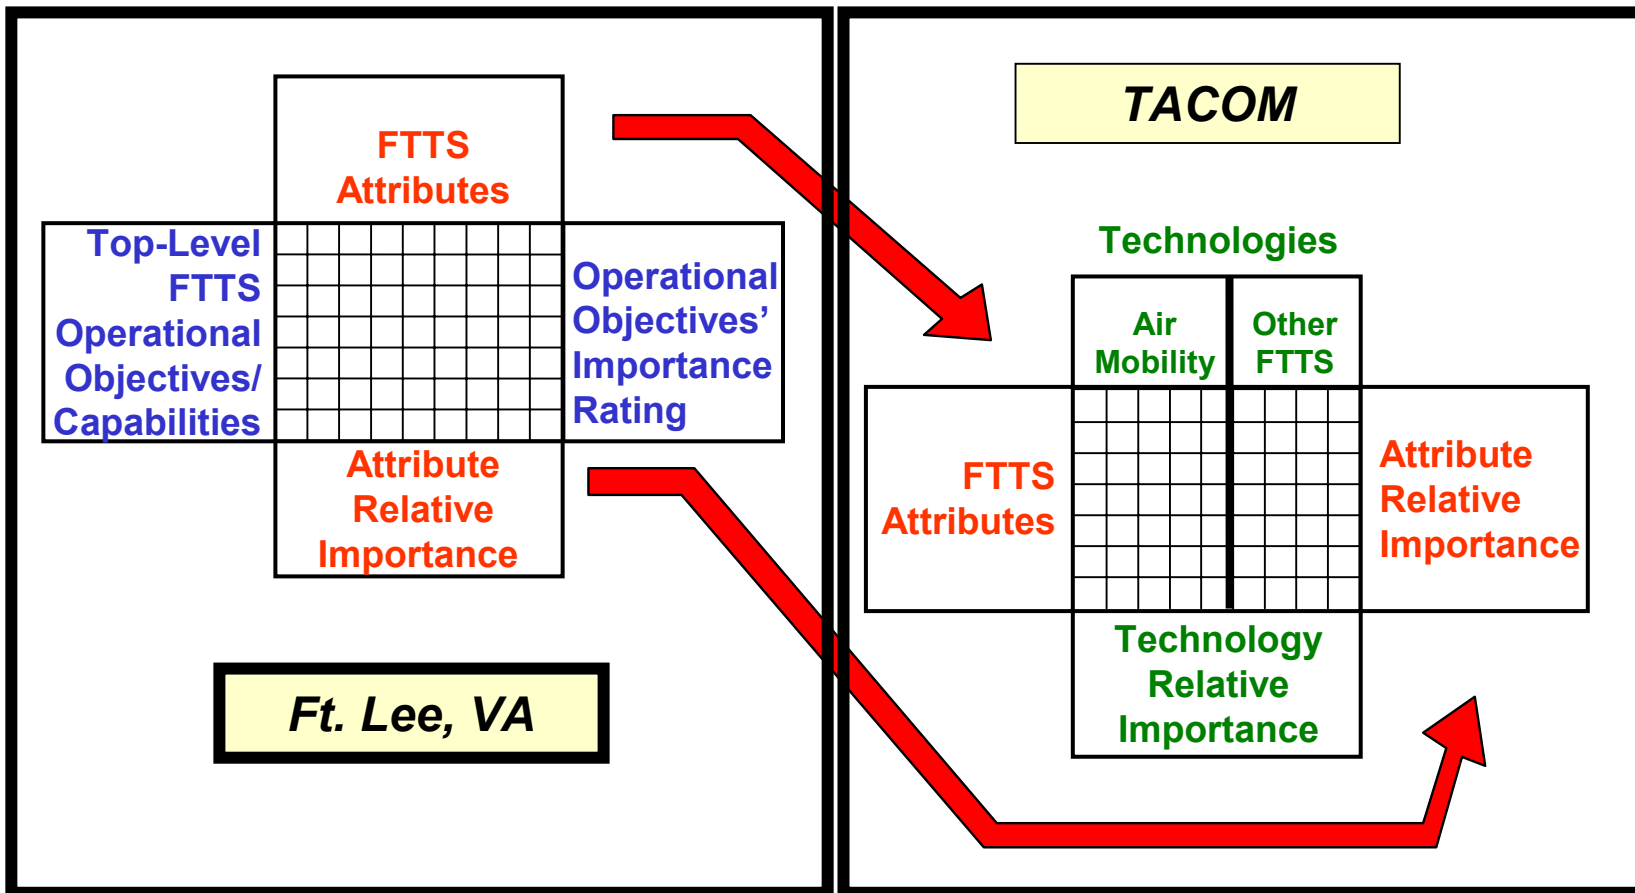 FTTS
Attributes
Top-Level
FTTS
Operational
Objectives/
Capabilities
Operational
Objectives’
Importance
Rating
Attribute
Relative
Importance
Ft. Lee, VA
TACOM
Technologies
Air
Mobility
Other
FTTS
FTTS
Attributes
Attribute
Relative
Importance
Technology
Relative
Importance